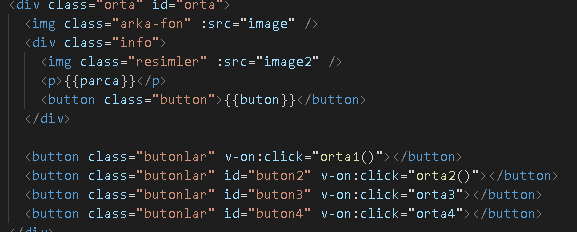 <div class="orta" id="orta">
<img class="arka-fon" :src="image" />
<div class="info">
<img class="resimler" :src="image2" />
<p>{{parca}}</p>
<button class="button">{{buton}}</button>
</div>
<button class="butonlar" v-on:click="orta1()"></button>
<button class="butonlar" id="buton2" v-on:click="orta2()"></button>
<button class="butonlar" id="buton3" v-on:click="orta3"></button>
<button class="butonlar" id="buton4" v-on:click="orta4"></button>
</div>